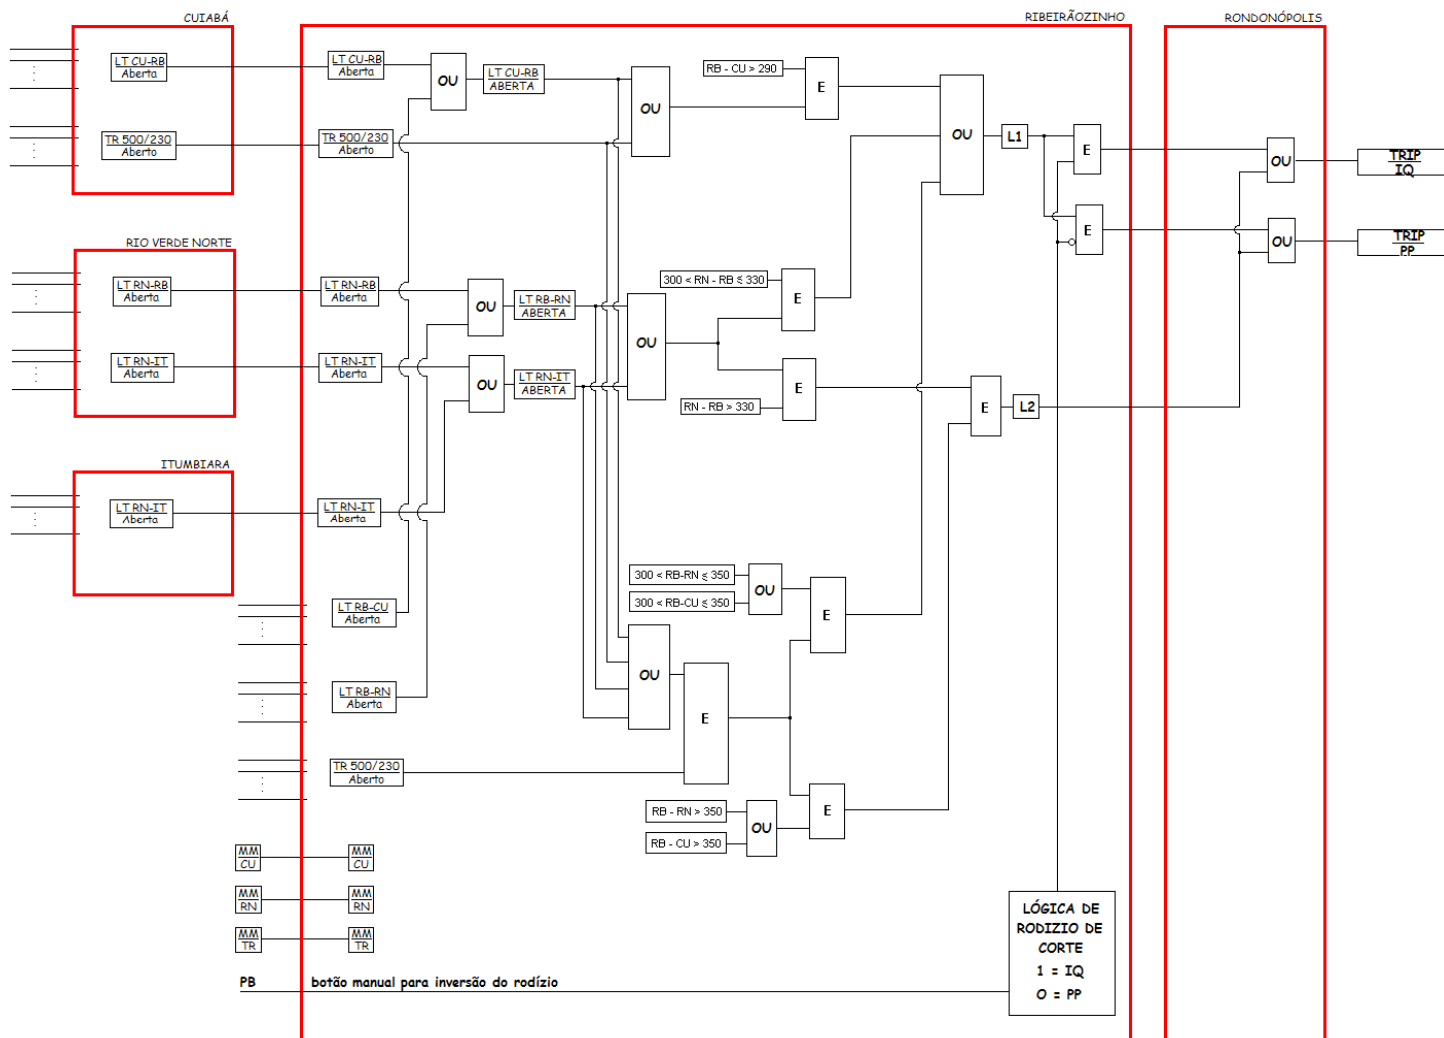 CUIABÁ
RIBEIRÃOZINHO
RONDONÓPOLIS
LT CU-RB
Aberta
LT CU-RB
Aberta
OU
LT CU-RB
ABERTA
OU
RB - CU > 290
E
TR 500/230
Aberto
TR 500/230
Aberto
OU
L1
E
OU
TRIP
IQ
E
OU
TRIP
PP
RIO VERDE NORTE
LT RN-RB
Aberta
LT RN-RB
Aberta
OU
LT RB-RN
ABERTA
OU
300 < RN - RB ≤ 330
E
LT RN-IT
Aberta
LT RN-IT
Aberta
OU
LT RN-IT
ABERTA
RN - RB > 330
E
E
L2
ITUMBIARA
LT RN-IT
Aberta
LT RN-IT
Aberta
300 < RB-RN ≤ 350
300 < RB-CU ≤ 350
OU
E
LT RB-CU
Aberta
OU
LT RB-RN
Aberta
E
TR 500/230
Aberto
RB - RN > 350
RB - CU > 350
OU
E
MM
CU
MM
CU
MM
RN
MM
RN
MM
TR
MM
TR
LÓGICA DE
RODIZIO DE
CORTE
1 = IQ
0 = PP
PB botão manual para inversão do rodízio